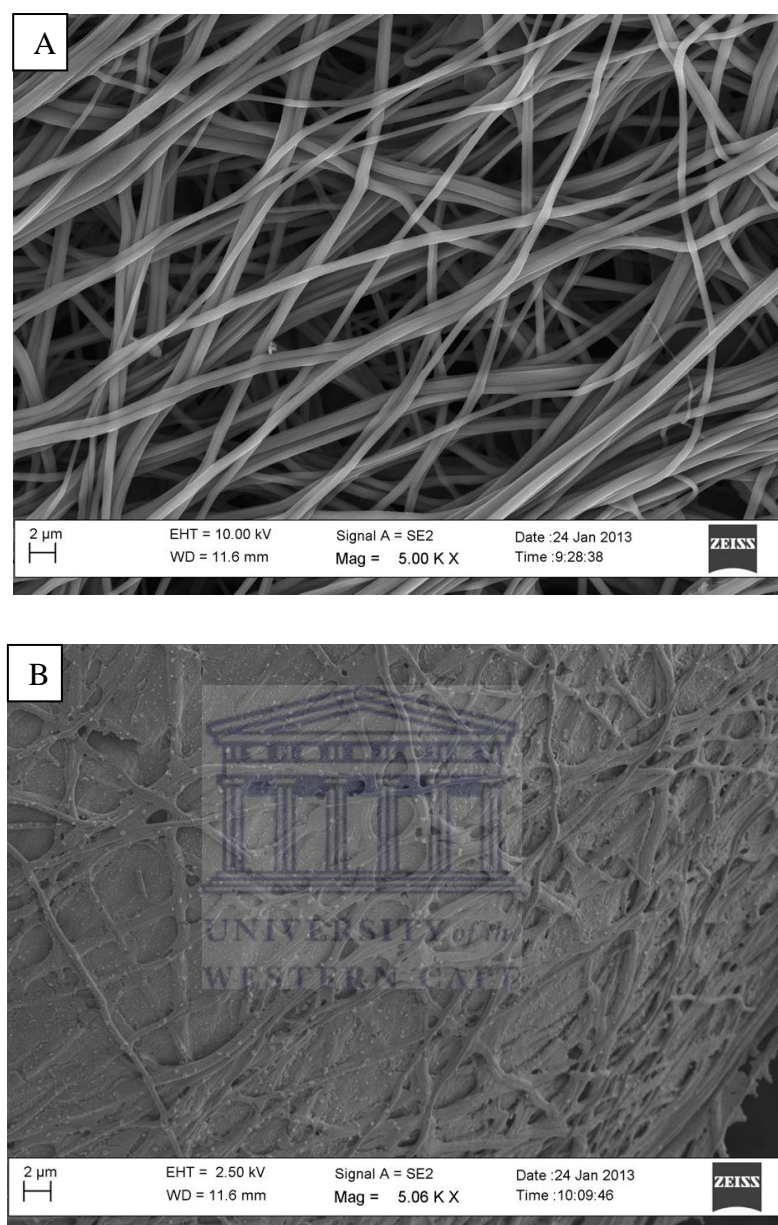 A
2 µm
EHT = 10.00 kV
WD = 11.6 mm
Signal A = SE2
Mag = 5.00 K X
Date :24 Jan 2013
Time :9:28:38
ZEISS
B
UNIVERSITY of the
WESTERN CAPE
2 µm
EHT = 2.50 kV
WD = 11.6 mm
Signal A = SE2
Mag = 5.06 K X
Date :24 Jan 2013
Time :10:09:46
ZEISS